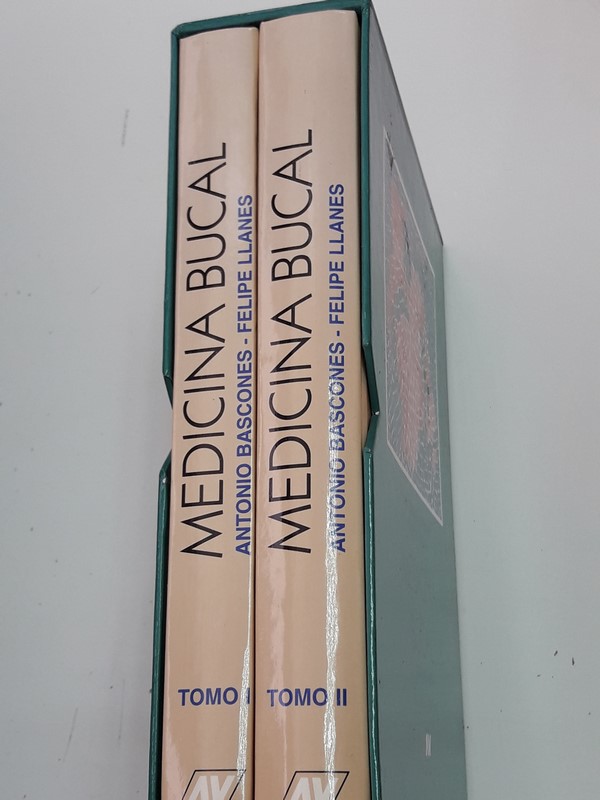 MEDICINA BUCAL
ANTONIO BASCONES - FELIPE LLANES
TOMO I
MEDICINA BUCAL
ANTONIO BASCONES - FELIPE LLANES
TOMO II